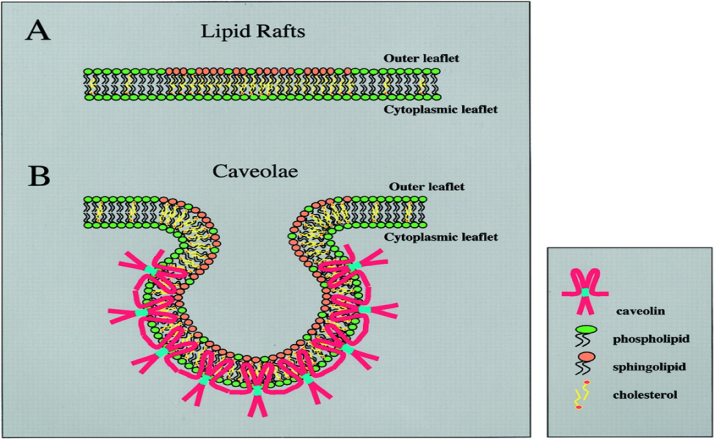 A
Lipid Rafts
Outer leaflet
Cytoplasmic leaflet
B
Caveolae
Outer leaflet
Cytoplasmic leaflet
caveolin
phospholipid
sphingolipid
cholesterol